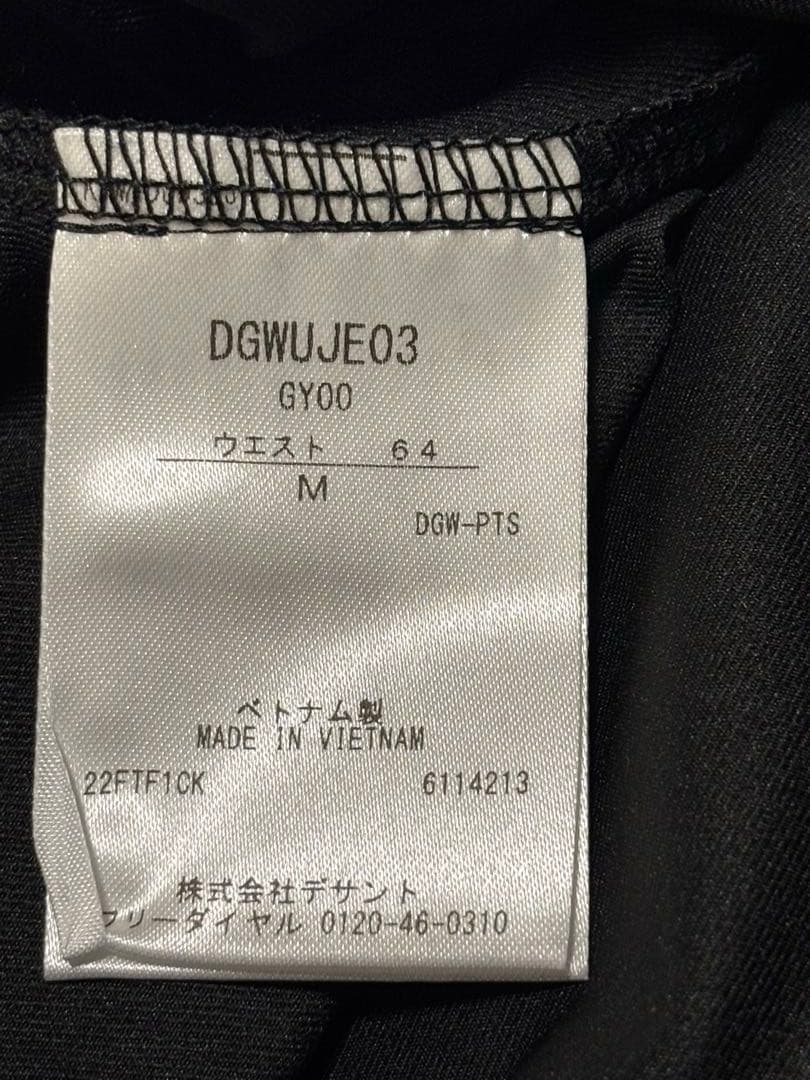 DGWUJE03
GY00
ウエスト 64
M
DGW-PTS
ベトナム製
MADE IN VIETNAM
22FTF1CK 6114213
株式会社デサント
フリーダイヤル 0120-46-0310